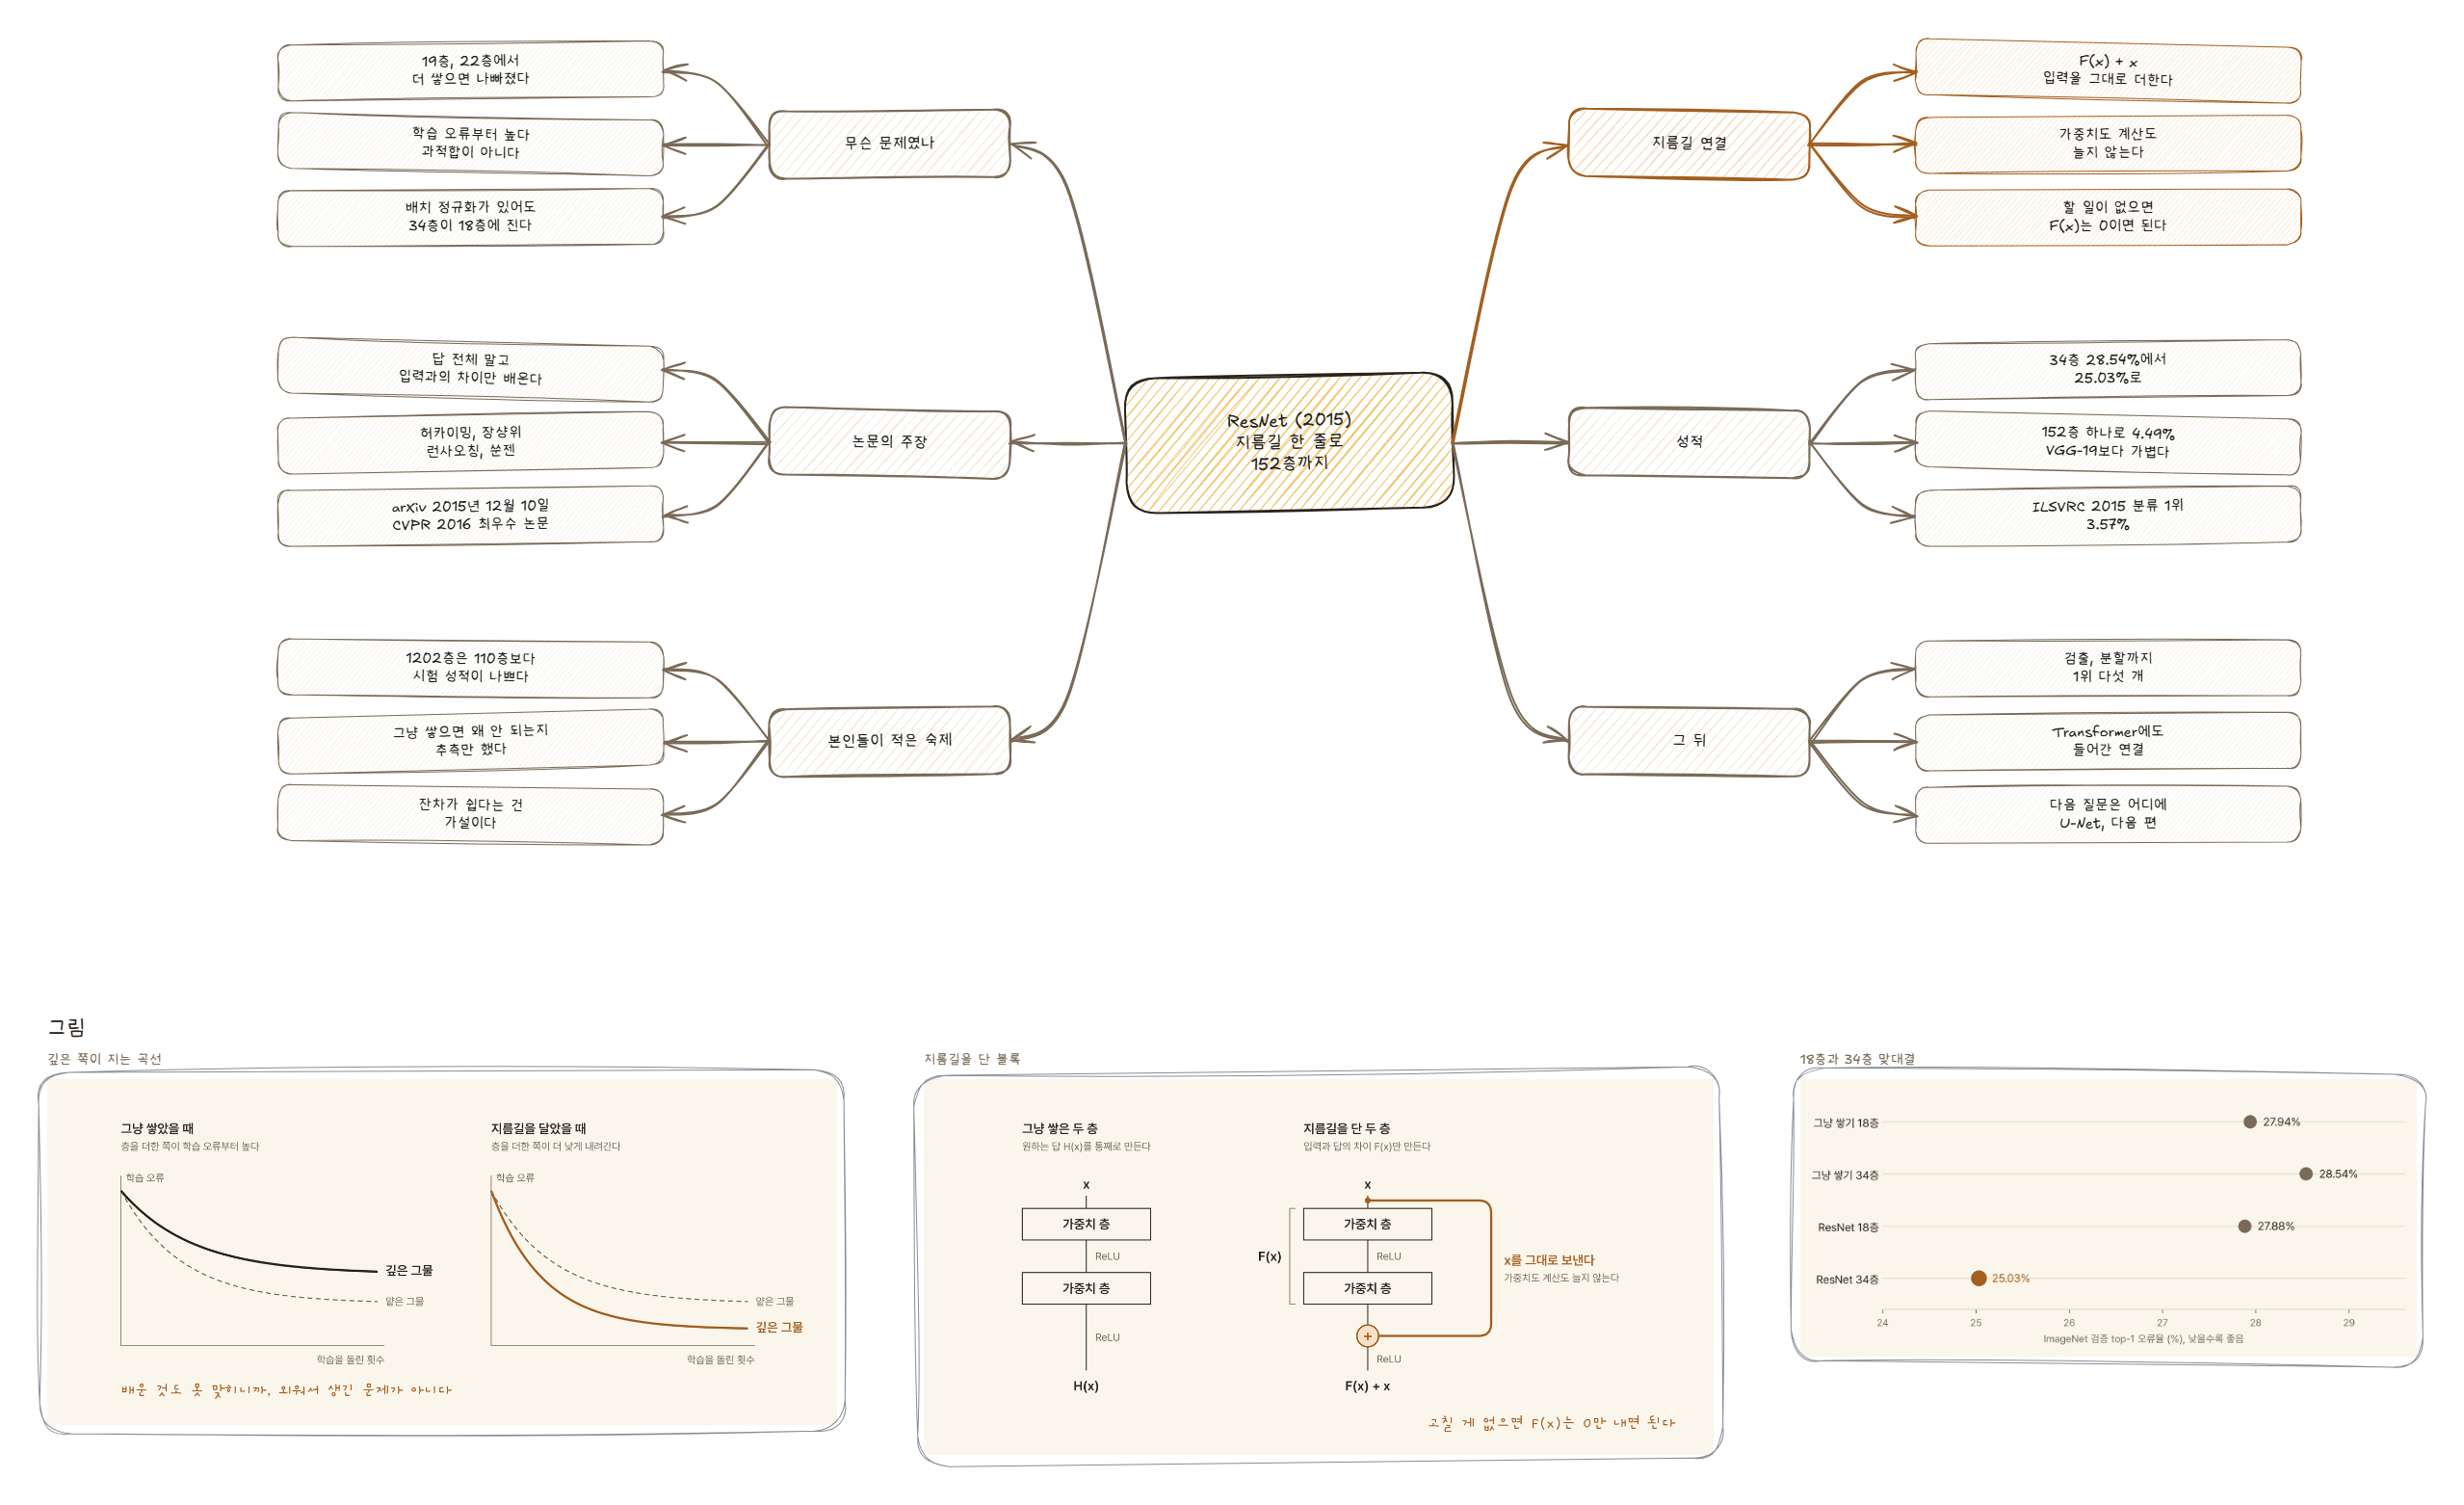 19층, 22층에서
더 쌓으면 나빠졌다
학습 오류부터 높다
과적합이 아니다
배치 정규화가 있어도
34층이 18층에 진다
무슨 문제였나
답 전체 말고
입력과의 차이만 배운다
허카이밍, 장샹위
런사오칭, 쑨젠
arXiv 2015년 12월 10일
CVPR 2016 최우수 논문
논문의 주장
1202층은 110층보다
시험 성적이 나쁘다
그냥 쌓으면 왜 안 되는지
추측만 했다
잔차가 쉽다는 건
가설이다
본인들이 적은 숙제
ResNet (2015)
지름길 한 줄로
152층까지
지름길 연결
F(x) + x
입력을 그대로 더한다
가중치도 계산도
늘지 않는다
할 일이 없으면
F(x)는 0이면 된다
성적
34층 28.54%에서
25.03%로
152층 하나로 4.49%
VGG-19보다 가볍다
ILSVRC 2015 분류 1위
3.57%
그 뒤
검출, 분할까지
1위 다섯 개
Transformer에도
들어간 연결
다음 질문은 어디에
U-Net, 다음 편
그림
깊은 쪽이 지는 곡선
그냥 쌓았을 때
층을 더한 쪽이 학습 오류부터 높다
학습 오류
깊은 그물
얕은 그물
학습을 돌린 횟수
지름길을 달았을 때
층을 더한 쪽이 더 낮게 내려간다
학습 오류
얕은 그물
깊은 그물
학습을 돌린 횟수
배운 것도 못 맞히니까, 외워서 생긴 문제가 아니다
지름길을 단 블록
그냥 쌓은 두 층
원하는 답 H(x)를 통째로 만든다
x
가중치 층
ReLU
가중치 층
ReLU
H(x)
지름길을 단 두 층
입력과 답의 차이 F(x)만 만든다
x
가중치 층
F(x)
ReLU
가중치 층
x를 그대로 보낸다
가중치도 계산도 늘지 않는다
+
ReLU
F(x) + x
고칠 게 없으면 F(x)는 0만 내면 된다
18층과 34층 맞대결
그냥 쌓기 18층
27.94%
그냥 쌓기 34층
28.54%
ResNet 18층
27.88%
ResNet 34층
25.03%
24 25 26 27 28 29
ImageNet 검증 top-1 오류율 (%), 낮을수록 좋음